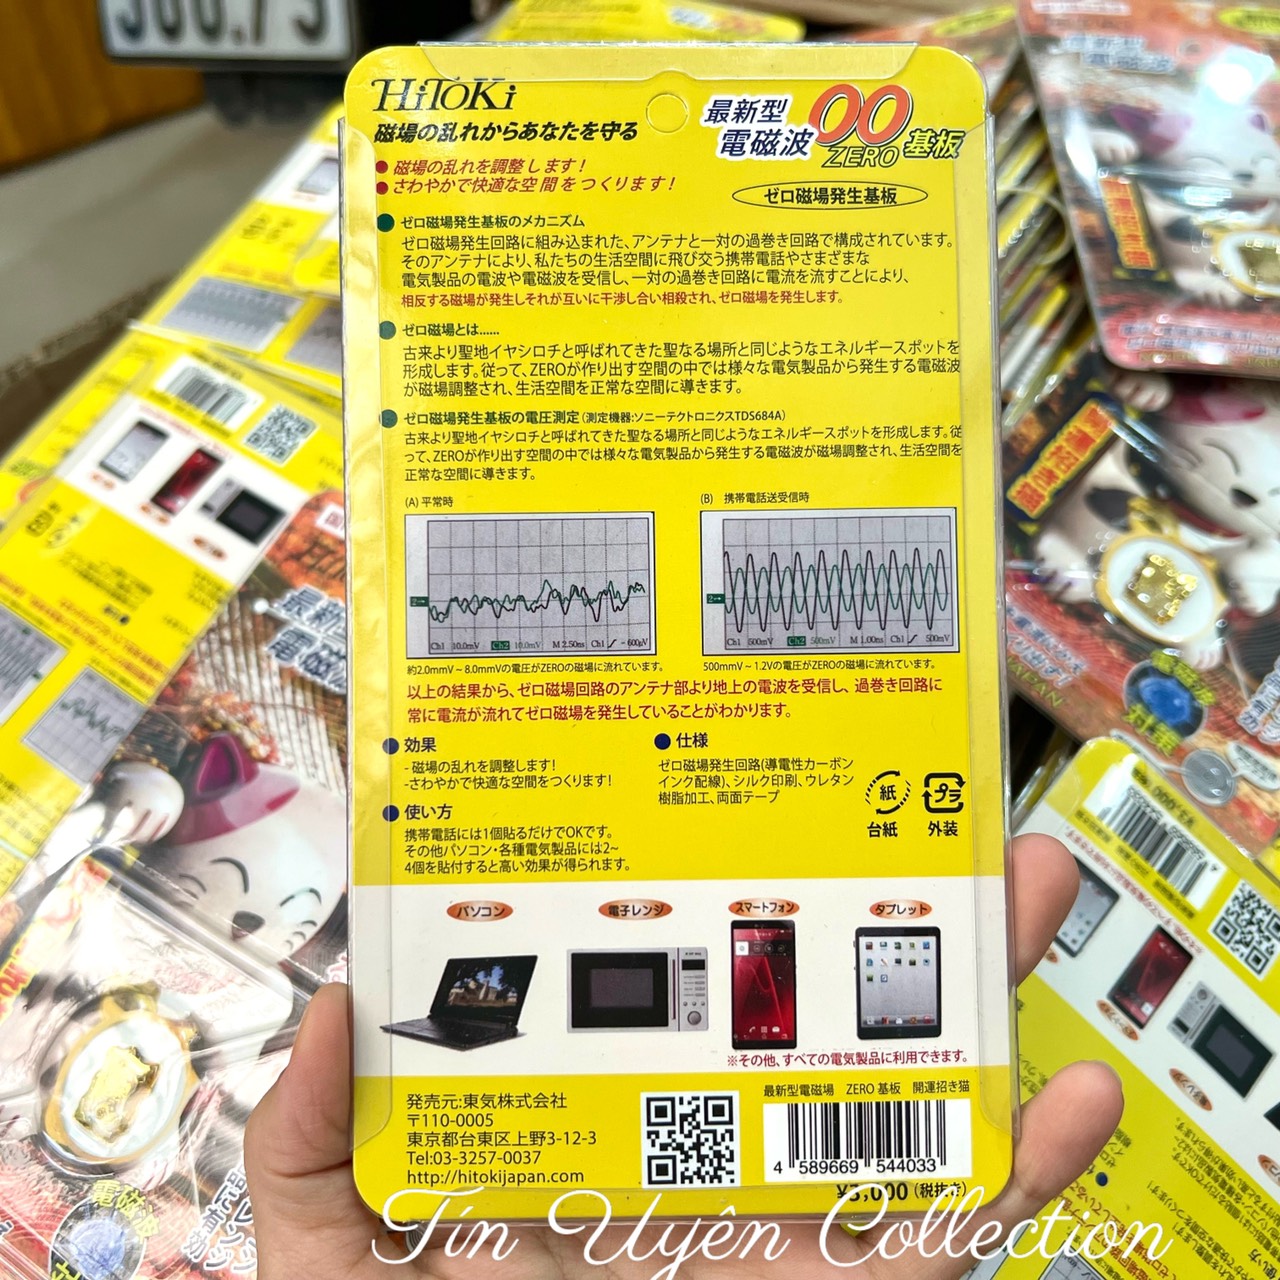 HiToKi
磁場の乱れからあなたを守る
最新型
電磁波
00
ZERO
基板
● 磁場の乱れを調整します!
● さわやかで快適な空間をつくります!
ゼロ磁場発生基板
● ゼロ磁場発生基板のメカニズム
ゼロ磁場発生回路に組み込まれた、アンテナと一対の過巻き回路で構成されています。
そのアンテナにより、私たちの生活空間に飛び交う携帯電話やさまざまな
電気製品の電波や電磁波を受信し、一対の過巻き回路に電流を流すことにより、
相反する磁場が発生しそれが互いに干渉し合い相殺され、ゼロ磁場を発生します。
● ゼロ磁場とは......
古来より聖地イヤシロチと呼ばれてきた聖なる場所と同じようなエネルギースポットを
形成します。従って、ZEROが作り出す空間の中では様々な電気製品から発生する電磁波
が磁場調整され、生活空間を正常な空間に導きます。
● ゼロ磁場発生基板の電圧測定(測定機器:ソニーテクトロニクスTDS684A)
古来より聖地イヤシロチと呼ばれてきた聖なる場所と同じようなエネルギースポットを形成します。従
って、ZEROが作り出す空間の中では様々な電気製品から発生する電磁波が磁場調整され、生活空間を
正常な空間に導きます。
(A) 平常時
(B) 携帯電話送受信時
Ch1 10.0mV Ch2 10.0mV M 2.50ns Ch1 ∫ - 600μV
Ch1 500mV Ch2 500mV M 1.00ns Ch1 ∫ 500mV
約2.0mmV~8.0mmVの電圧がZEROの磁場に流れています。
500mmV~1.2Vの電圧がZEROの磁場に流れています。
以上の結果から、ゼロ磁場回路のアンテナ部より地上の電波を受信し、過巻き回路に
常に電流が流れてゼロ磁場を発生していることがわかります。
● 効果
- 磁場の乱れを調整します!
-さわやかで快適な空間をつくります!
● 仕様
ゼロ磁場発生回路(導電性カーボン
インク配線)、シルク印刷、ウレタン
樹脂加工、両面テープ
紙
台紙
プラ
外装
● 使い方
携帯電話には1個貼るだけでOKです。
その他パソコン・各種電気製品には2~
4個を貼付すると高い効果が得られます。
パソコン
電子レンジ
スマートフォン
タブレット
※その他、すべての電気製品に利用できます。
発売元:東気株式会社
〒110-0005
東京都台東区上野3-12-3
Tel:03-3257-0037
http://hitokijapan.com
最新型電磁場 ZERO 基板 開運招き猫
4 589669 544033
¥3,000(税抜き)
Tín Uyên Collection